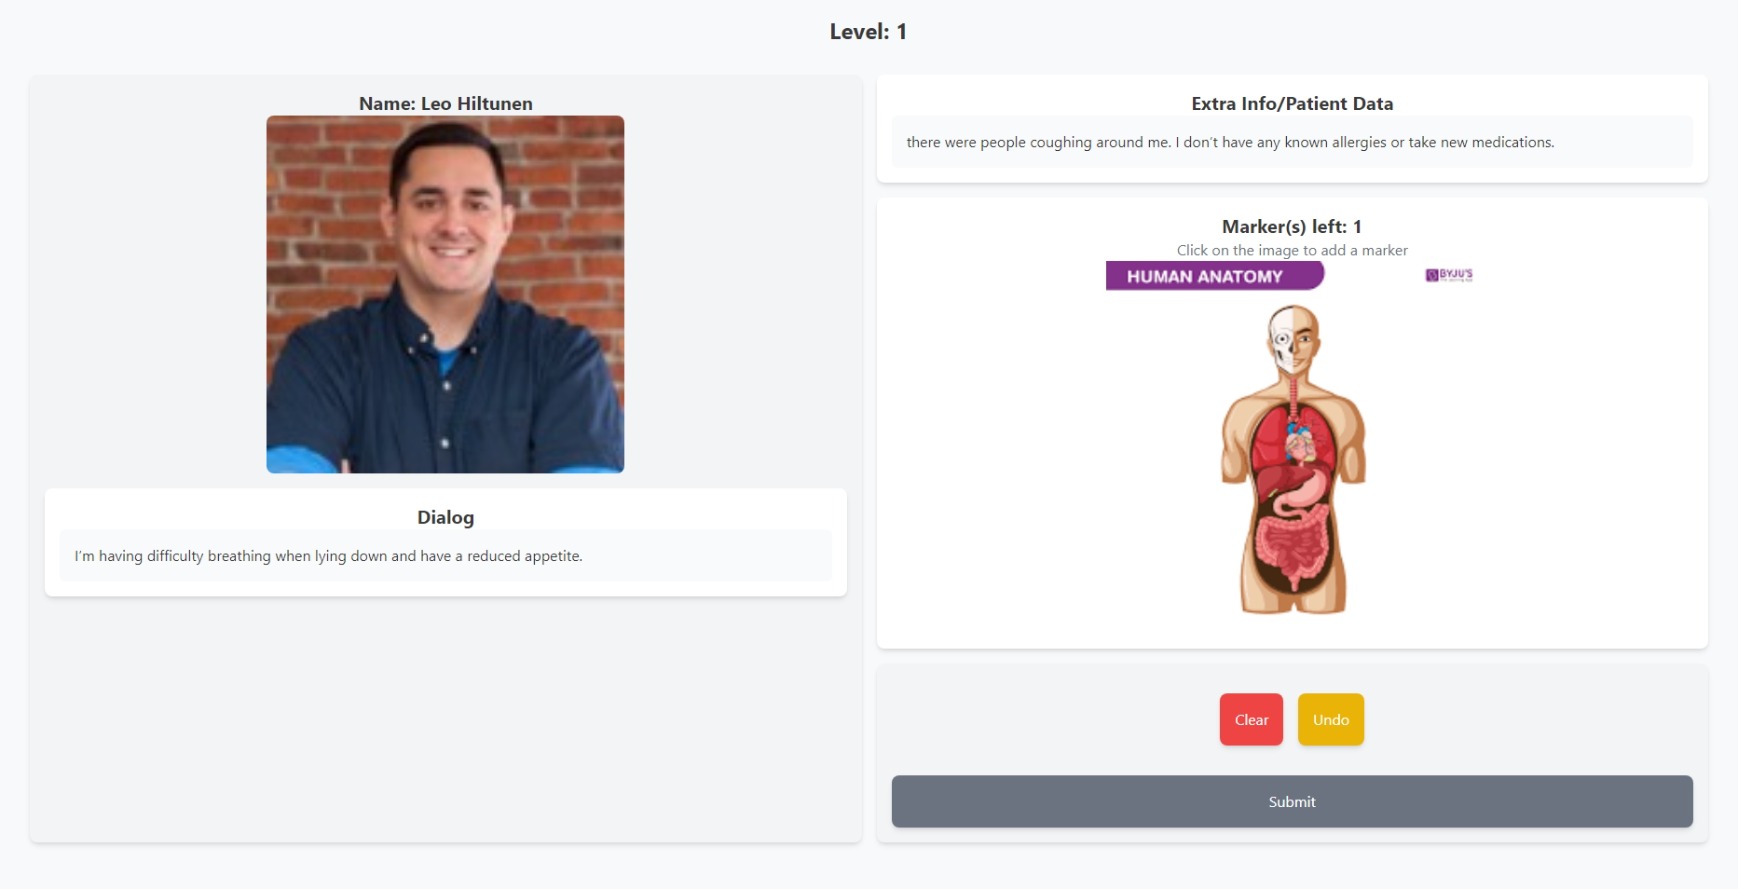 Level: 1
Name: Leo Hiltunen
Dialog
I'm having difficulty breathing when lying down and have a reduced appetite.
Extra Info/Patient Data
there were people coughing around me. I don't have any known allergies or take new medications.
Marker(s) left: 1
Click on the image to add a marker
HUMAN ANATOMY
BYJU'S
Clear
Undo
Submit